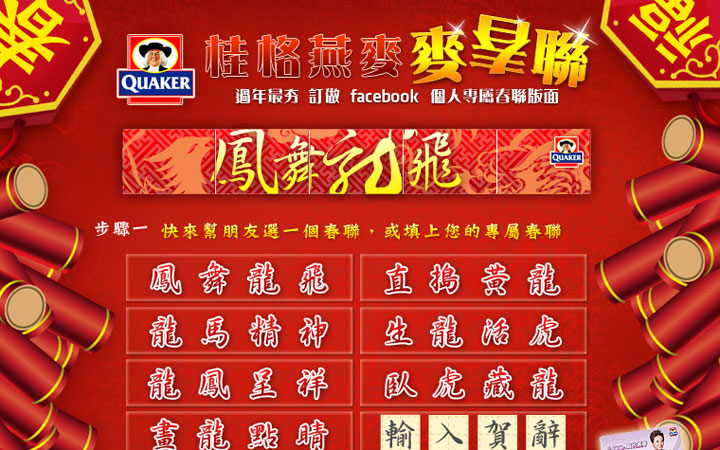 春
福
QUAKER
桂格燕麥 麥春聯
過年最夯 訂做 facebook 個人專屬春聯版面
鳳舞龍飛
QUAKER
步驟一 快來幫朋友選一個春聯，或填上您的專屬春聯
鳳舞龍飛 直搗黃龍
龍馬精神 生龍活虎
龍鳳呈祥 臥虎藏龍
畫龍點睛 輸入賀辭